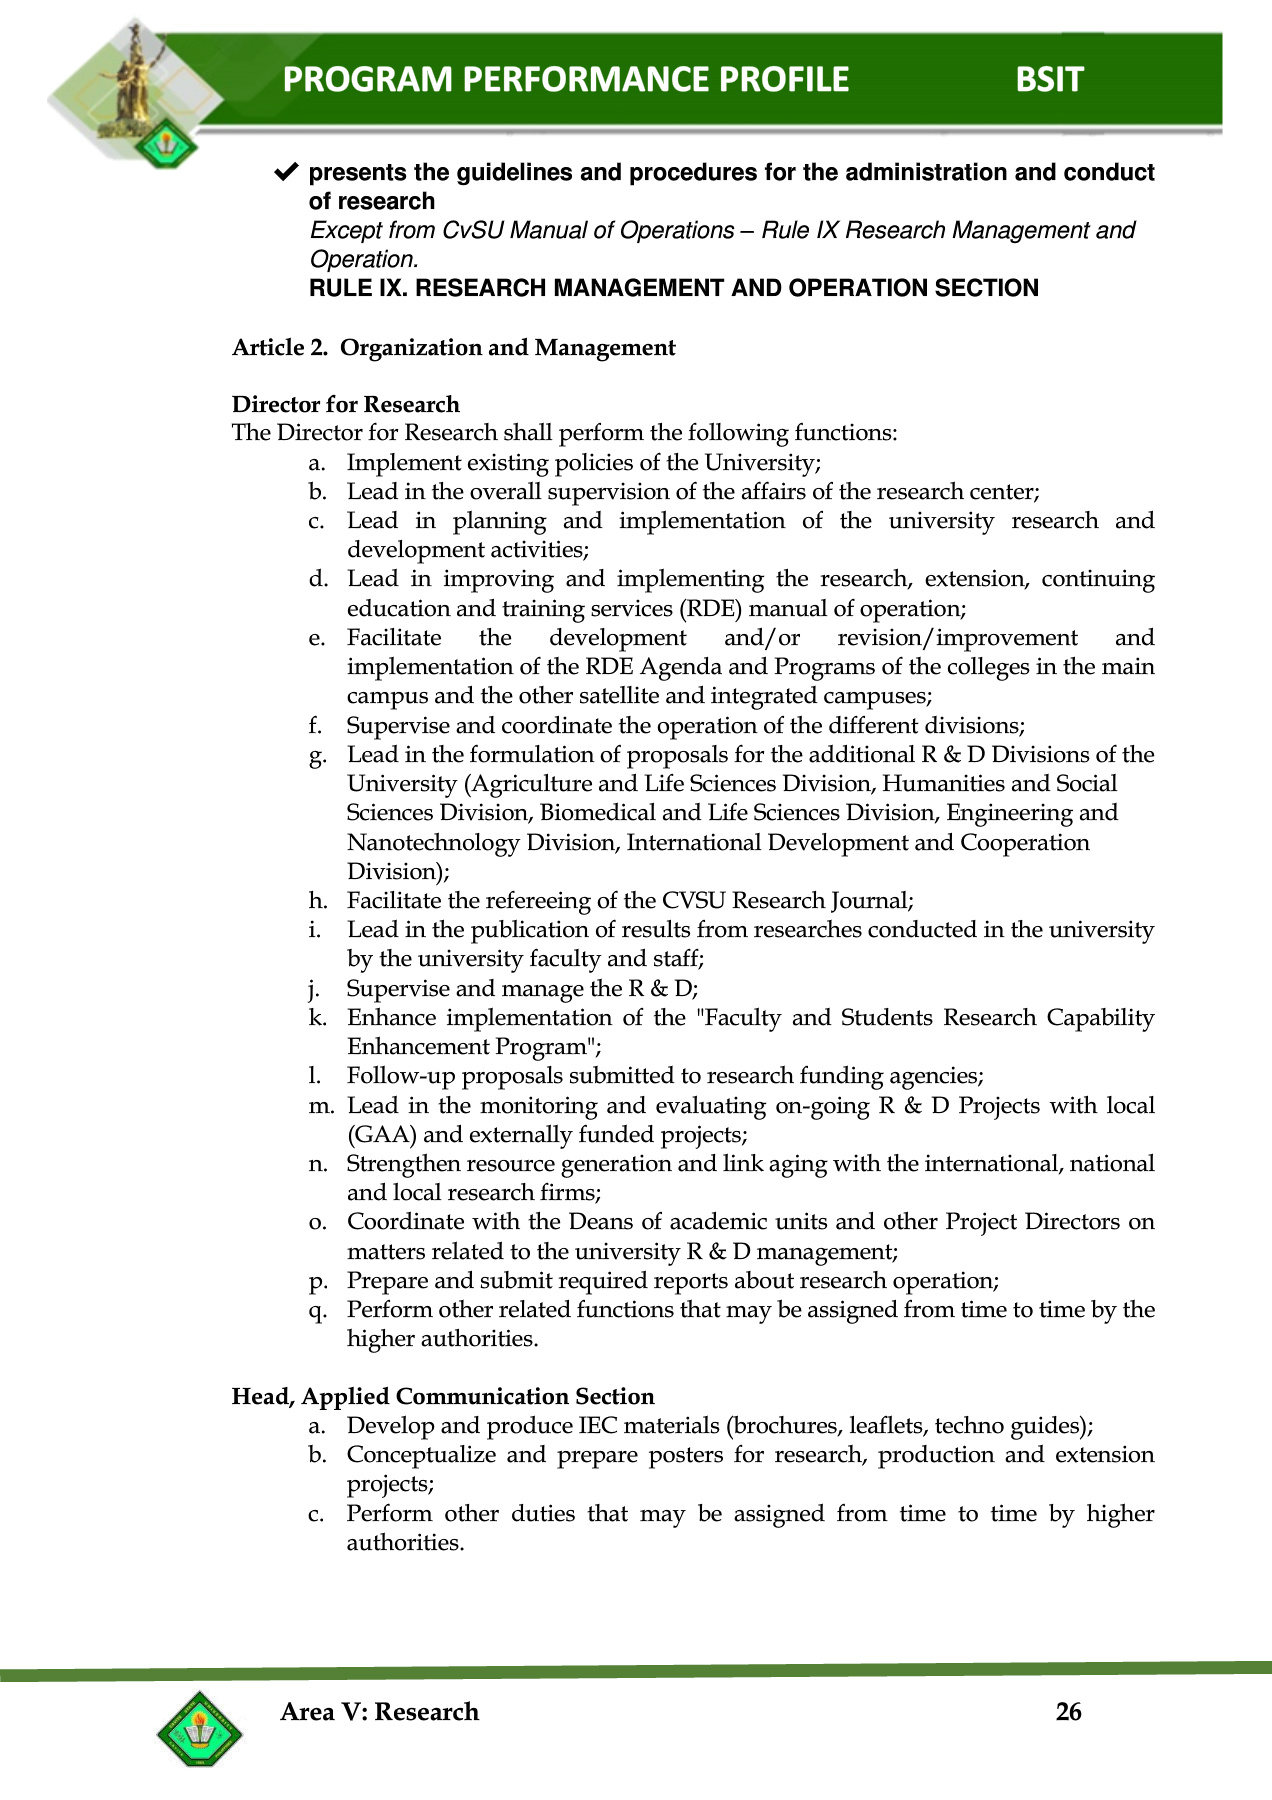 PROGRAM PERFORMANCE PROFILE BSIT
✔ presents the guidelines and procedures for the administration and conduct
of research
Except from CvSU Manual of Operations – Rule IX Research Management and
Operation.
RULE IX. RESEARCH MANAGEMENT AND OPERATION SECTION
Article 2. Organization and Management
Director for Research
The Director for Research shall perform the following functions:
a. Implement existing policies of the University;
b. Lead in the overall supervision of the affairs of the research center;
c. Lead in planning and implementation of the university research and
development activities;
d. Lead in improving and implementing the research, extension, continuing
education and training services (RDE) manual of operation;
e. Facilitate the development and/or revision/improvement and
implementation of the RDE Agenda and Programs of the colleges in the main
campus and the other satellite and integrated campuses;
f. Supervise and coordinate the operation of the different divisions;
g. Lead in the formulation of proposals for the additional R & D Divisions of the
University (Agriculture and Life Sciences Division, Humanities and Social
Sciences Division, Biomedical and Life Sciences Division, Engineering and
Nanotechnology Division, International Development and Cooperation
Division);
h. Facilitate the refereeing of the CVSU Research Journal;
i. Lead in the publication of results from researches conducted in the university
by the university faculty and staff;
j. Supervise and manage the R & D;
k. Enhance implementation of the "Faculty and Students Research Capability
Enhancement Program";
l. Follow-up proposals submitted to research funding agencies;
m. Lead in the monitoring and evaluating on-going R & D Projects with local
(GAA) and externally funded projects;
n. Strengthen resource generation and link aging with the international, national
and local research firms;
o. Coordinate with the Deans of academic units and other Project Directors on
matters related to the university R & D management;
p. Prepare and submit required reports about research operation;
q. Perform other related functions that may be assigned from time to time by the
higher authorities.
Head, Applied Communication Section
a. Develop and produce IEC materials (brochures, leaflets, techno guides);
b. Conceptualize and prepare posters for research, production and extension
projects;
c. Perform other duties that may be assigned from time to time by higher
authorities.
Area V: Research 26